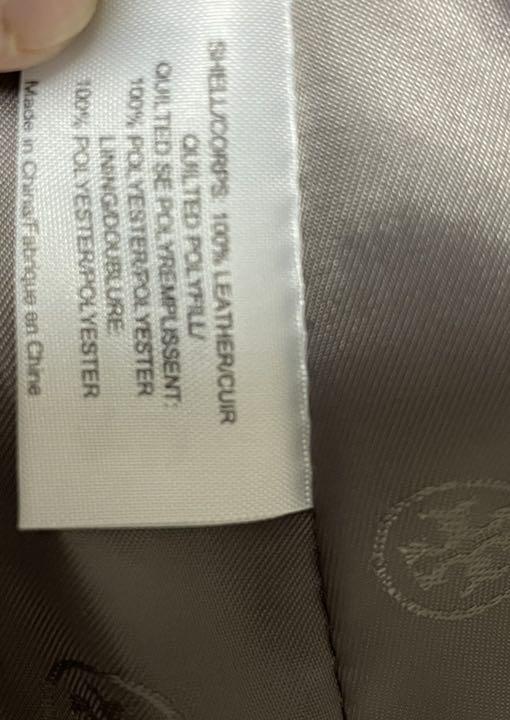 SHELL/CORPS: 100% LEATHER/CUIR
QUILTED POLYFILL/
QUILTED SE POLYREMPLISSENT:
100% POLYESTER/POLYESTER
LINING/DOUBLURE:
100% POLYESTER/POLYESTER
Made in China/Fabrique en Chine